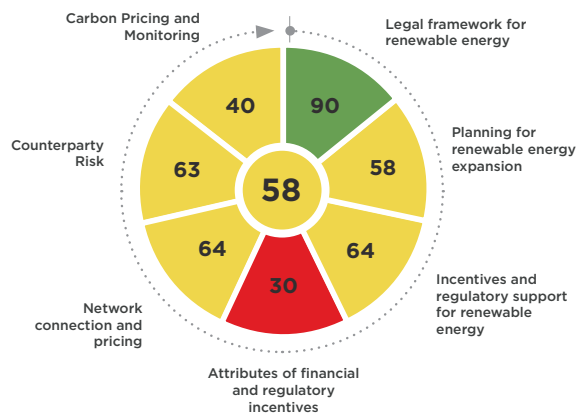 Legal framework for
renewable energy
90
Planning for
renewable energy
expansion
58
Incentives and
regulatory support
for renewable
energy
64
Attributes of financial
and regulatory
incentives
30
Network
connection and
pricing
64
Counterparty
Risk
63
Carbon Pricing and
Monitoring
40
58